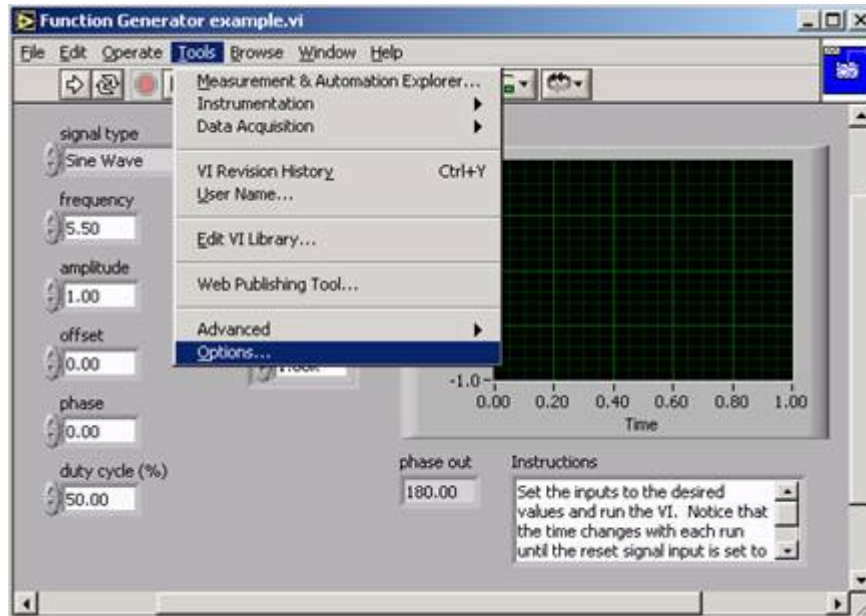 Function Generator example.vi
File Edit Operate Tools Browse Window Help
Measurement & Automation Explorer...
Instrumentation
Data Acquisition
VI Revision History Ctrl+Y
User Name...
Edit VI Library...
Web Publishing Tool...
Advanced
Options...
signal type
Sine Wave
frequency
5.50
amplitude
1.00
offset
0.00
phase
0.00
duty cycle (%)
50.00
-1.0
0.00 0.20 0.40 0.60 0.80 1.00
Time
phase out
180.00
Instructions
Set the inputs to the desired
values and run the VI. Notice that
the time changes with each run
until the reset signal input is set to